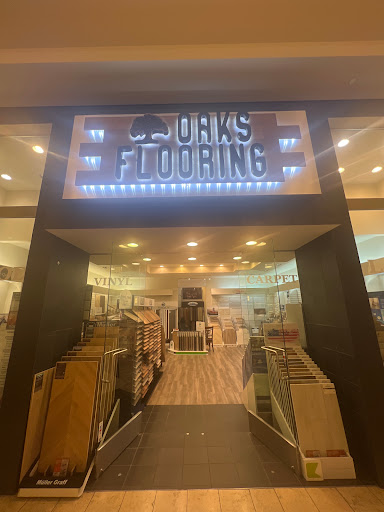 OAKS
FLOORING
VINYL
CARPET
Müller Graff